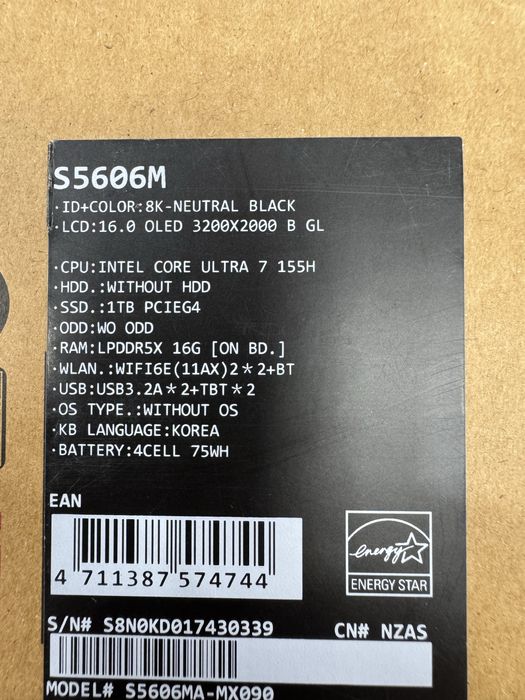 S5606M
·ID+COLOR:8K-NEUTRAL BLACK
·LCD:16.0 OLED 3200X2000 B GL
·CPU:INTEL CORE ULTRA 7 155H
·HDD.:WITHOUT HDD
·SSD.:1TB PCIEG4
·ODD:WO ODD
·RAM:LPDDR5X 16G [ON BD.]
·WLAN.:WIFI6E(11AX)2*2+BT
·USB:USB3.2A*2+TBT*2
·OS TYPE.:WITHOUT OS
·KB LANGUAGE:KOREA
·BATTERY:4CELL 75WH
EAN
4 711387 574744
energy
ENERGY STAR
S/N# S8N0KD017430339 CN# NZAS
MODEL# S5606MA-MX090